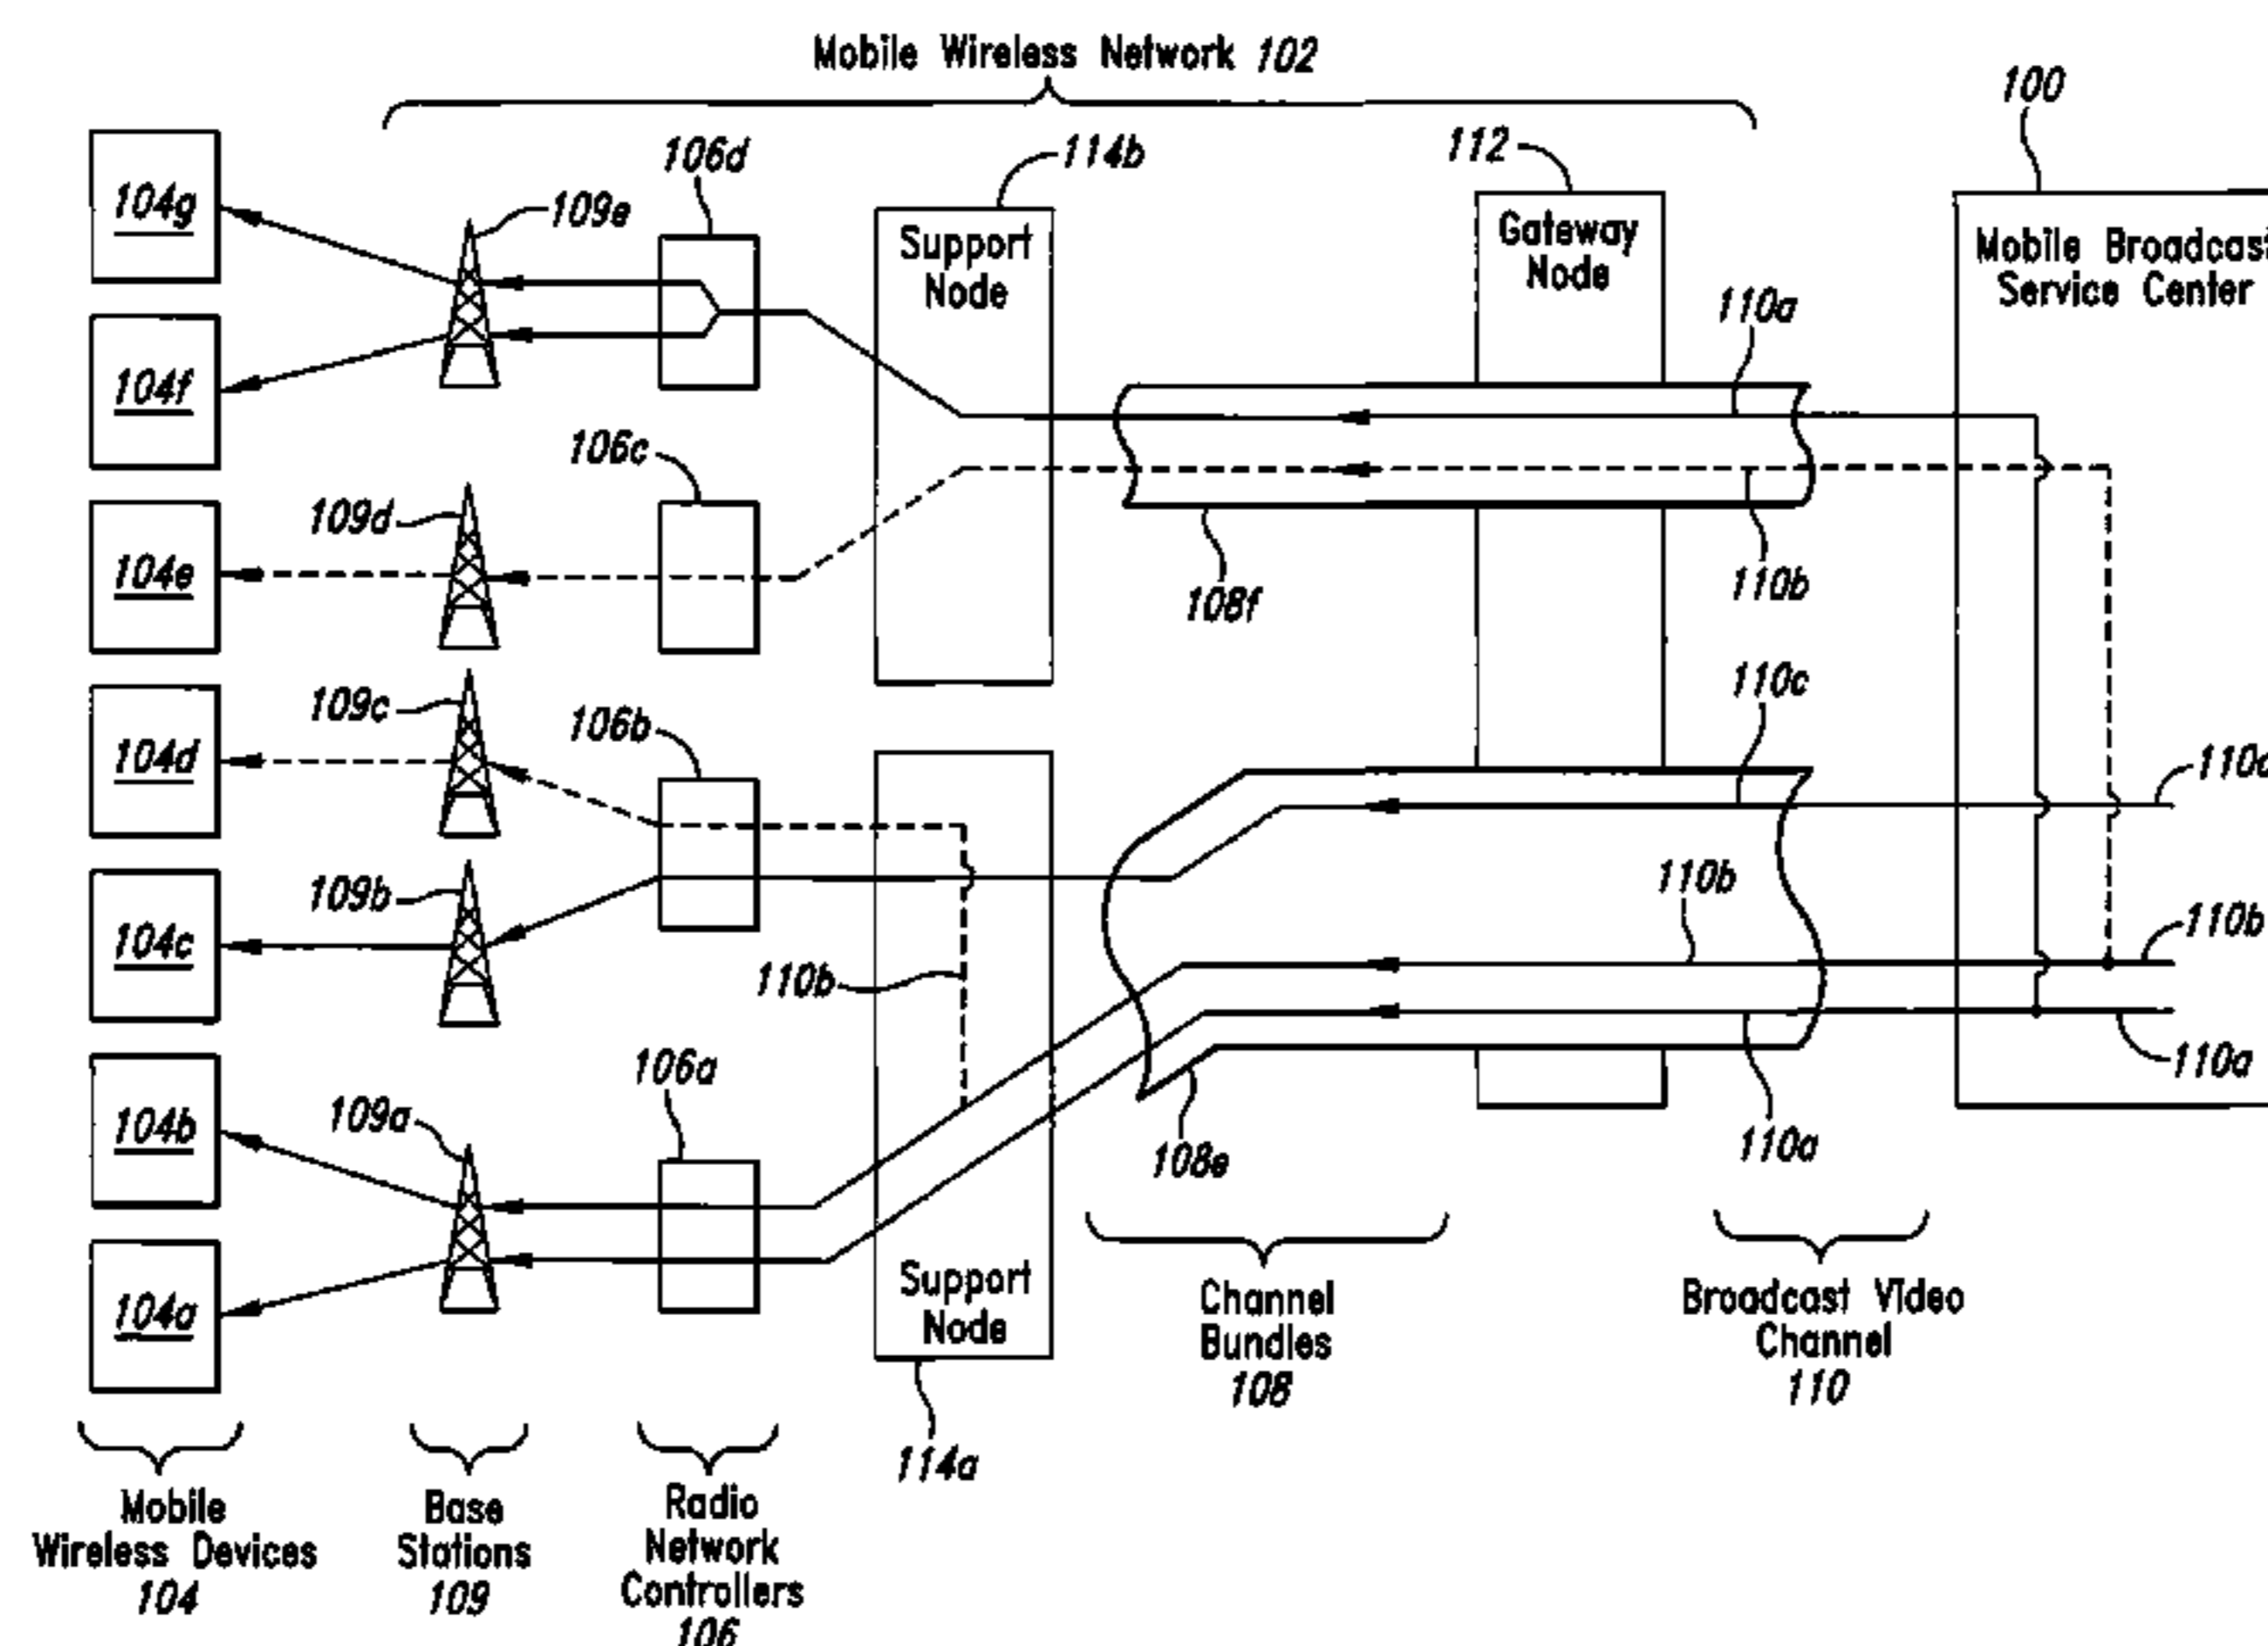 Mobile Wireless Network 102
100
106d
114b
112
104g
109e
Support
Node
Gateway
Node
Mobile Broadcast
Service Center
110a
104f
106c
109d
104e
108f
110b
110c
109c
106b
104d
110c
109b
110b
110b
104c
110b
110a
106a
109a
104b
110a
108e
104a
Support
Node
Channel
Bundles
108
Broadcast Video
Channel
110
114a
Mobile
Wireless Devices
104
Base
Stations
109
Radio
Network
Controllers
106